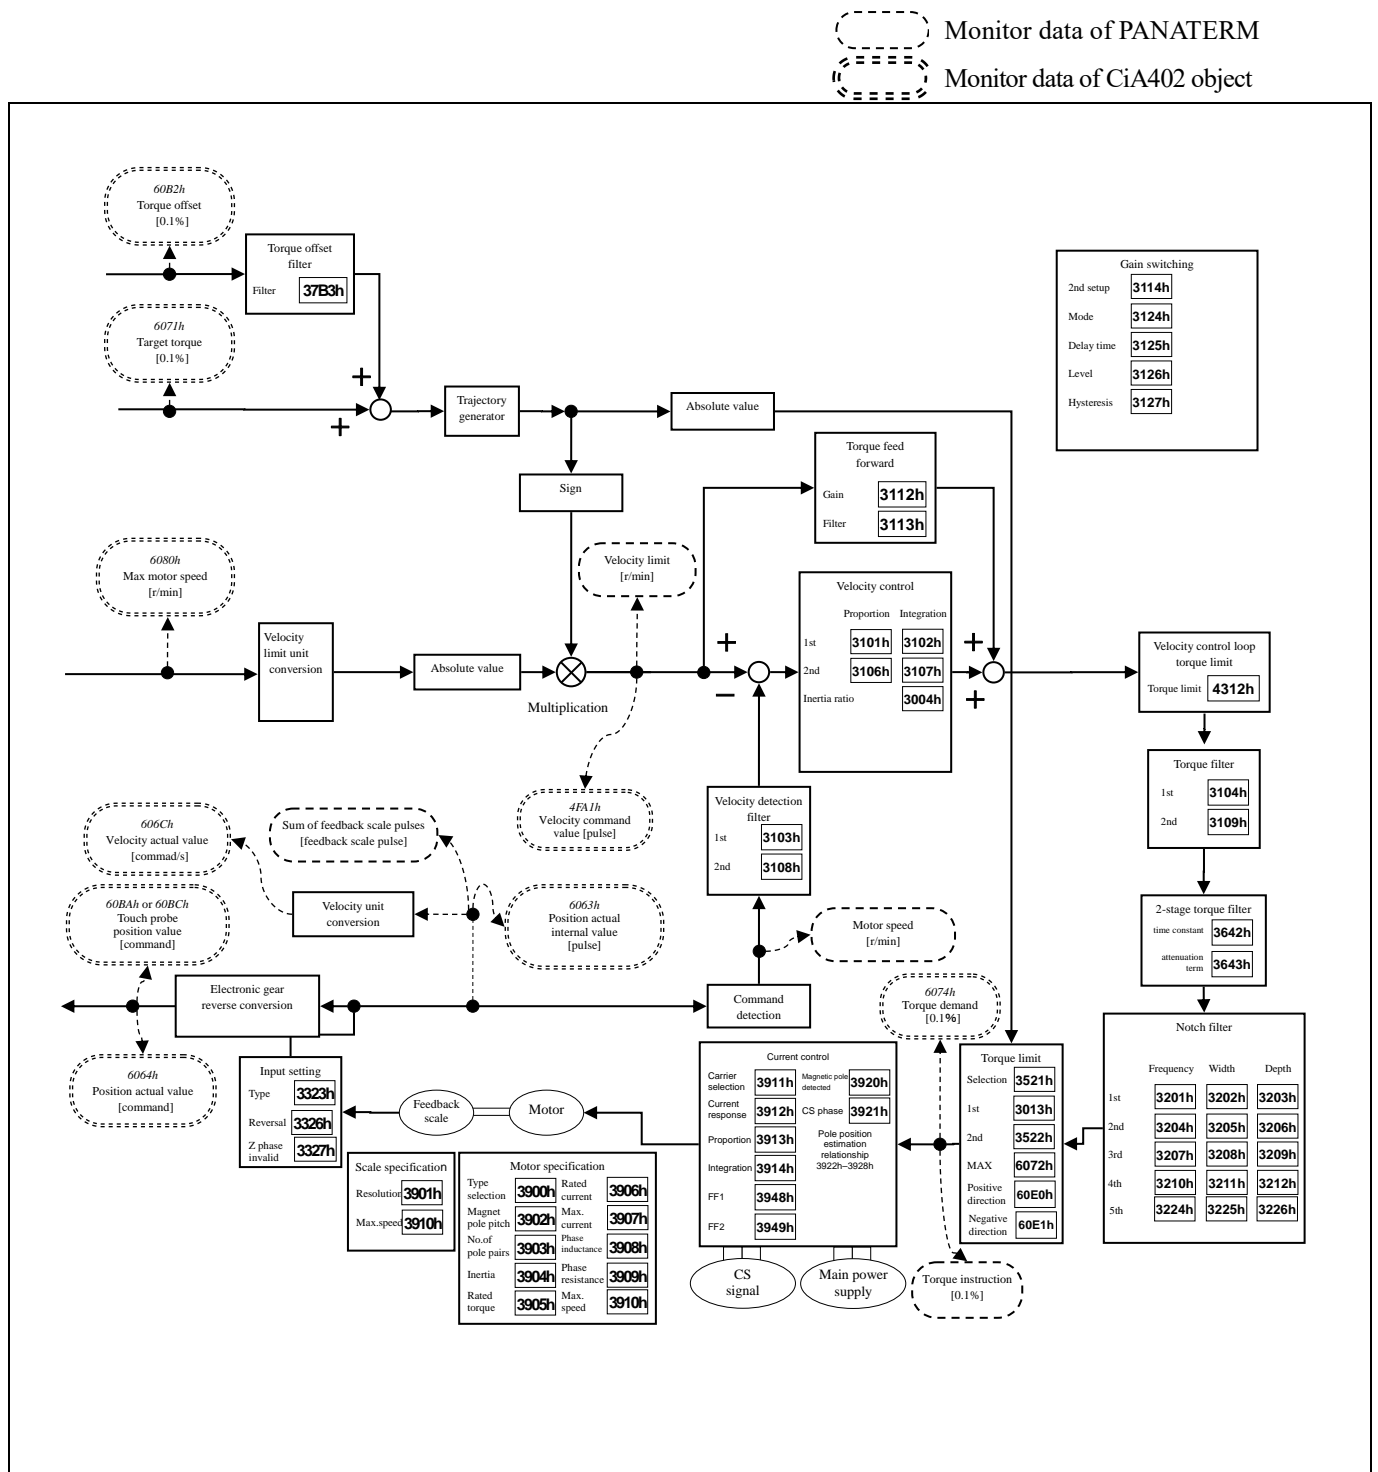 Monitor data of PANATERM
Monitor data of CiA402 object
60B2h
Torque offset
[0.1%]
Torque offset
filter
Filter 37B3h
6071h
Target torque
[0.1%]
+
+
Trajectory
generator
Absolute value
Sign
Gain switching
2nd setup 3114h
Mode 3124h
Delay time 3125h
Level 3126h
Hysteresis 3127h
Torque feed
forward
Gain 3112h
Filter 3113h
6080h
Max motor speed
[r/min]
Velocity
limit unit
conversion
Absolute value
Multiplication
Velocity limit
[r/min]
4FA1h
Velocity command
value [pulse]
+
−
Velocity control
Proportion Integration
1st 3101h 3102h
2nd 3106h 3107h
Inertia ratio 3004h
+
+
Velocity control loop
torque limit
Torque limit 4312h
Torque filter
1st 3104h
2nd 3109h
2-stage torque filter
time constant 3642h
attenuation
term 3643h
Velocity detection
filter
1st 3103h
2nd 3108h
606Ch
Velocity actual value
[commad/s]
Sum of feedback scale pulses
[feedback scale pulse]
60BAh or 60BCh
Touch probe
position value
[command]
Velocity unit
conversion
6063h
Position actual
internal value
[pulse]
Motor speed
[r/min]
Electronic gear
reverse conversion
Command
detection
6074h
Torque demand
[0.1%]
6064h
Position actual value
[command]
Input setting
Type 3323h
Reversal 3326h
Z phase
invalid 3327h
Feedback
scale
Motor
Current control
Carrier
selection 3911h
Magnetic pole
detected 3920h
Current
response 3912h
CS phase 3921h
Proportion 3913h
Integration 3914h
FF1 3948h
FF2 3949h
Pole position
estimation
relationship
3922h–3928h
Torque limit
Selection 3521h
1st 3013h
2nd 3522h
MAX 6072h
Positive
direction 60E0h
Negative
direction 60E1h
Notch filter
Frequency Width Depth
1st 3201h 3202h 3203h
2nd 3204h 3205h 3206h
3rd 3207h 3208h 3209h
4th 3210h 3211h 3212h
5th 3224h 3225h 3226h
Scale specification
Resolution 3901h
Max.speed 3910h
Motor specification
Type
selection 3900h
Rated
current 3906h
Magnet
pole pitch 3902h
Max.
current 3907h
No.of
pole pairs 3903h
Phase
inductance 3908h
Inertia 3904h
Phase
resistance 3909h
Rated
torque 3905h
Max.
speed 3910h
CS
signal
Main power
supply
Torque instruction
[0.1%]